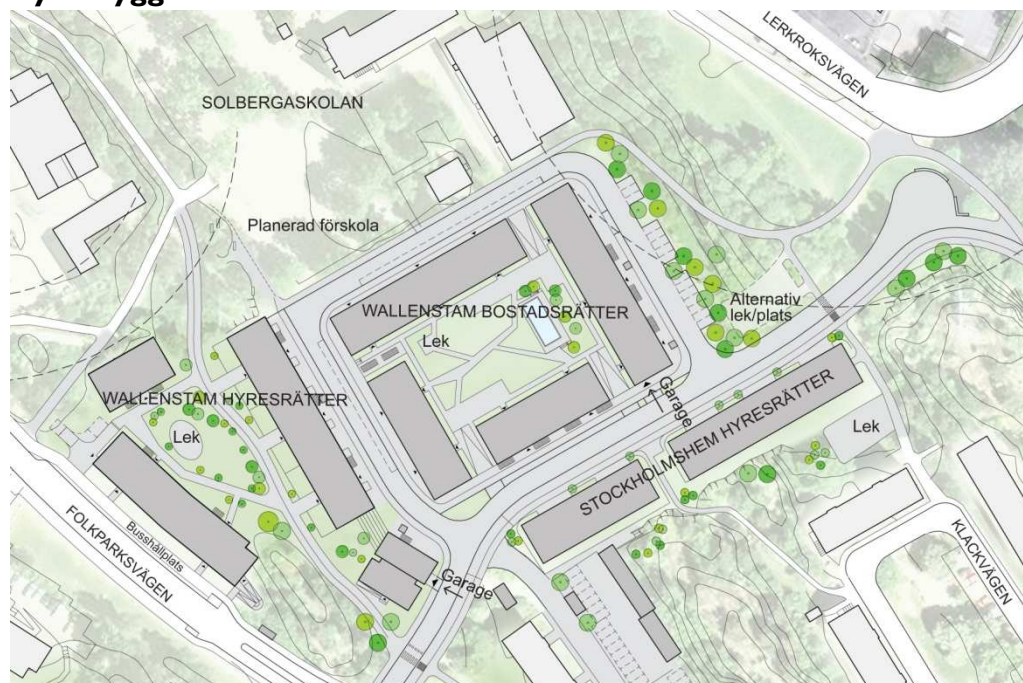 LERKROKSVÄGEN
SOLBERGASKOLAN
Planerad förskola
WALLENSTAM BOSTADSRÄTTER
Lek
Alternativ
lek/plats
WALLENSTAM HYRESRÄTTER
Lek
Garage
STOCKHOLMSHEM HYRESRÄTTER
Lek
Busshållplats
FOLKPARKSVÄGEN
Garage
KLACKVÄGEN